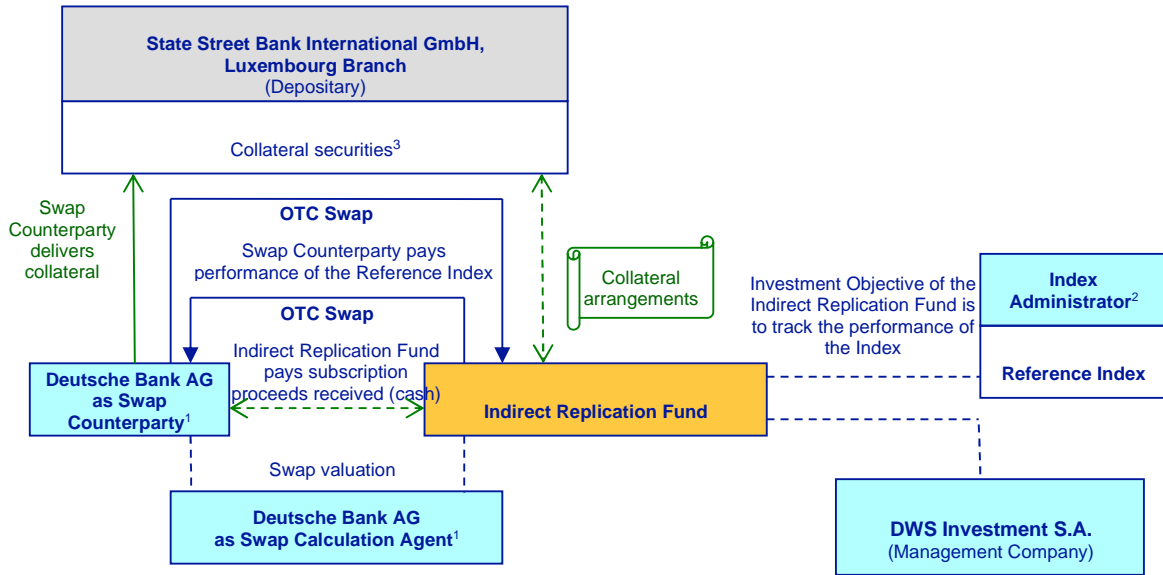 State Street Bank International GmbH,
Luxembourg Branch
(Depositary)
Collateral securities³
Swap
Counterparty
delivers
collateral
OTC Swap
Swap Counterparty pays
performance of the Reference Index
OTC Swap
Indirect Replication Fund
pays subscription
proceeds received (cash)
Collateral
arrangements
Investment Objective of the
Indirect Replication Fund is
to track the performance of
the Index
Index
Administrator²
Reference Index
Deutsche Bank AG
as Swap
Counterparty¹
Indirect Replication Fund
Swap valuation
Deutsche Bank AG
as Swap Calculation Agent¹
DWS Investment S.A.
(Management Company)